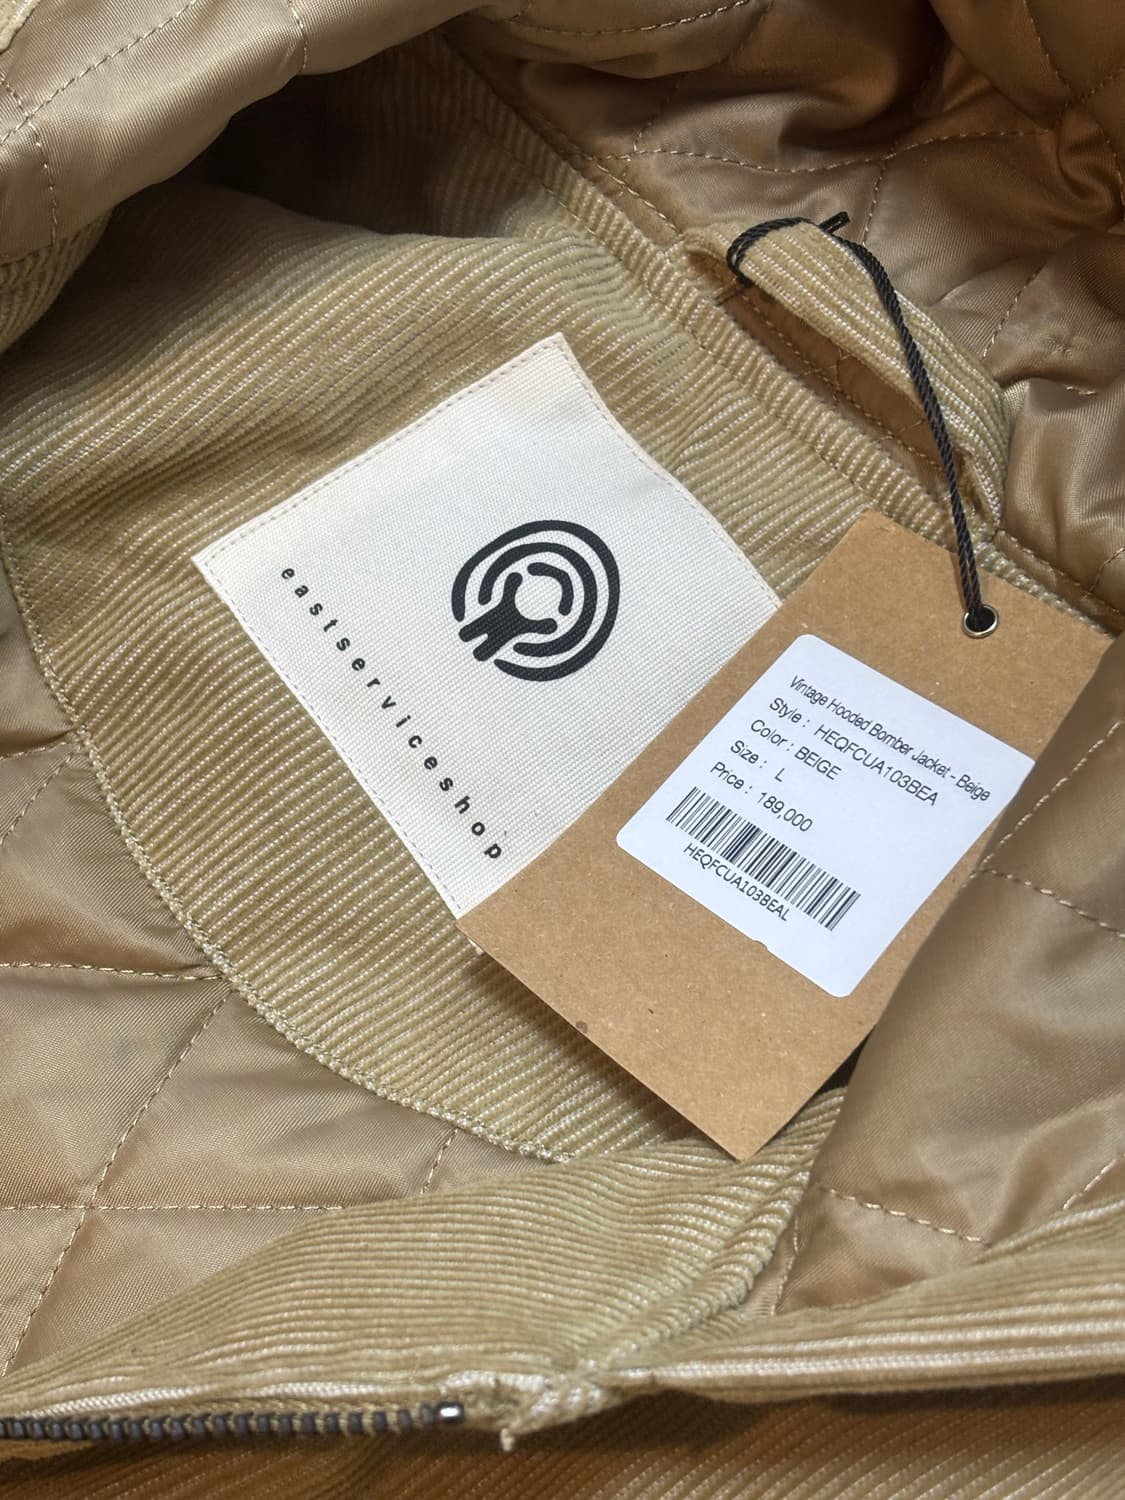 eastserviceshop
Vintage Hooded Bomber Jacket - Beige
Style : HEQFCUA103BEA
Color : BEIGE
Size : L
Price : 189,000
HEQFCUA103BEAL